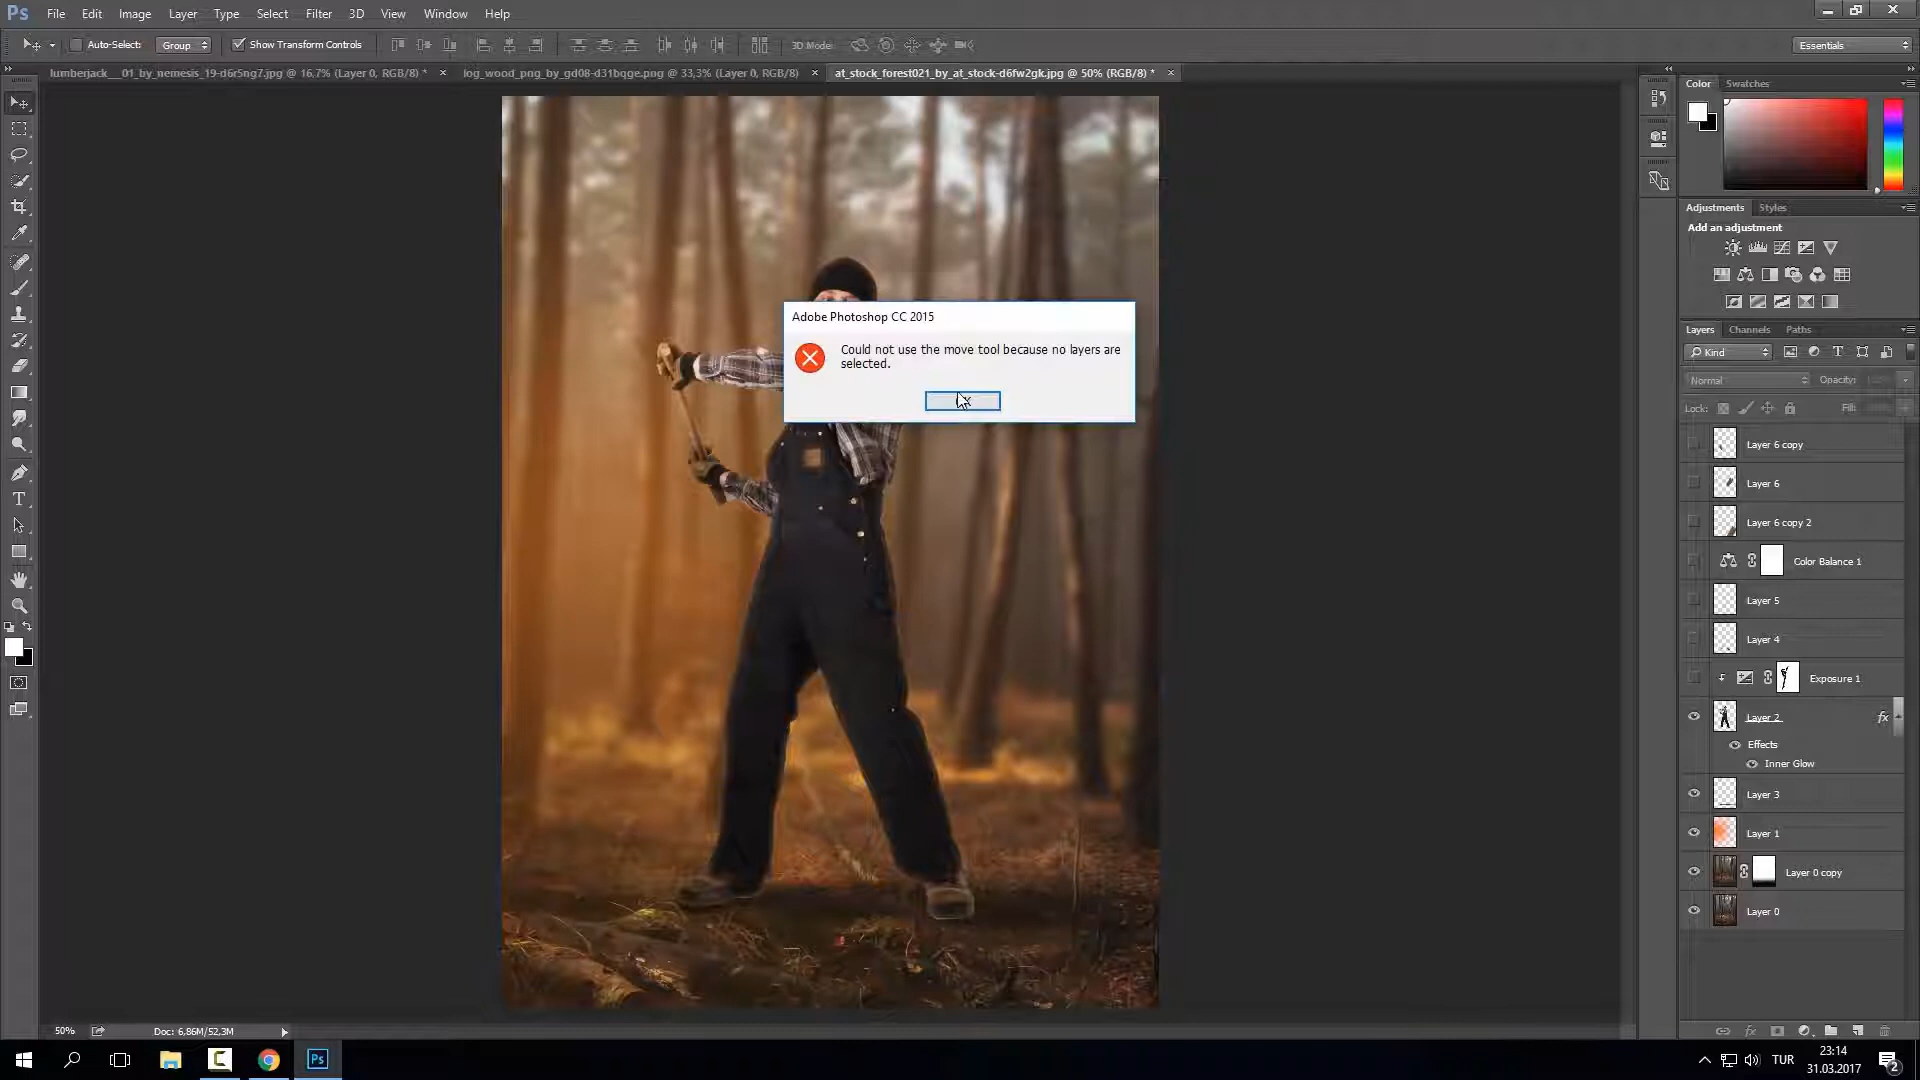 Ps File Edit Image Layer Type Select Filter 3D View Window Help
Auto-Select: Group Show Transform Controls 3D Mode: Essentials
lumberjack___01_by_nemesis_19-d6r5ng7.jpg @ 16.7% (Layer 0, RGB/8) * × log_wood_png_by_gd08-d31bqge.png @ 33,3% (Layer 0, RGB/8) × at_stock_forest021_by_at_stock-d6fw2gk.jpg @ 50% (RGB/8) * ×
Color Swatches
Adjustments Styles
Add an adjustment
Adobe Photoshop CC 2015
Could not use the move tool because no layers are
selected.
Layers Channels Paths
Kind
Normal Opacity:
Lock: Fill:
Layer 6 copy
Layer 6
Layer 6 copy 2
Color Balance 1
Layer 5
Layer 4
Exposure 1
Layer 2 fx
Effects
Inner Glow
Layer 3
Layer 1
Layer 0 copy
Layer 0
50% Doc: 6,86M/52,3M
Ps TUR 23:14
31.03.2017 2